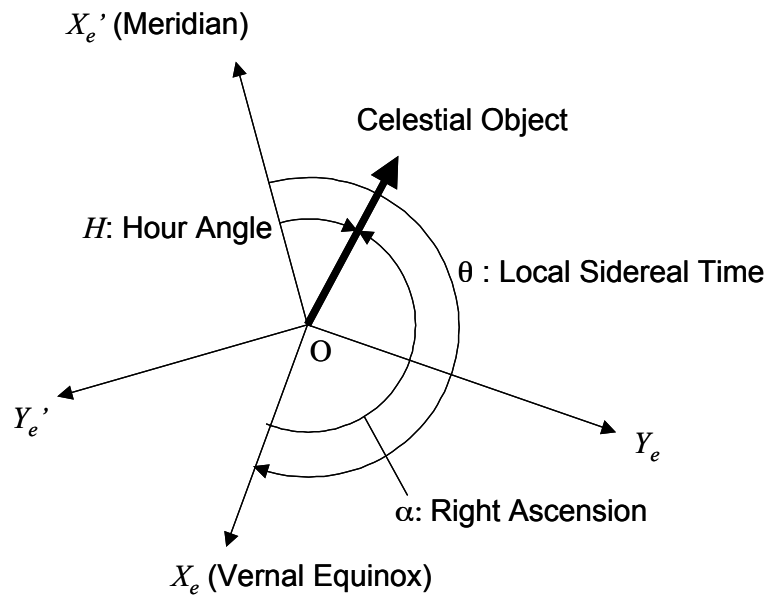 Xe’ (Meridian)
Celestial Object
H: Hour Angle
θ : Local Sidereal Time
O
Ye’
Ye
α: Right Ascension
Xe (Vernal Equinox)